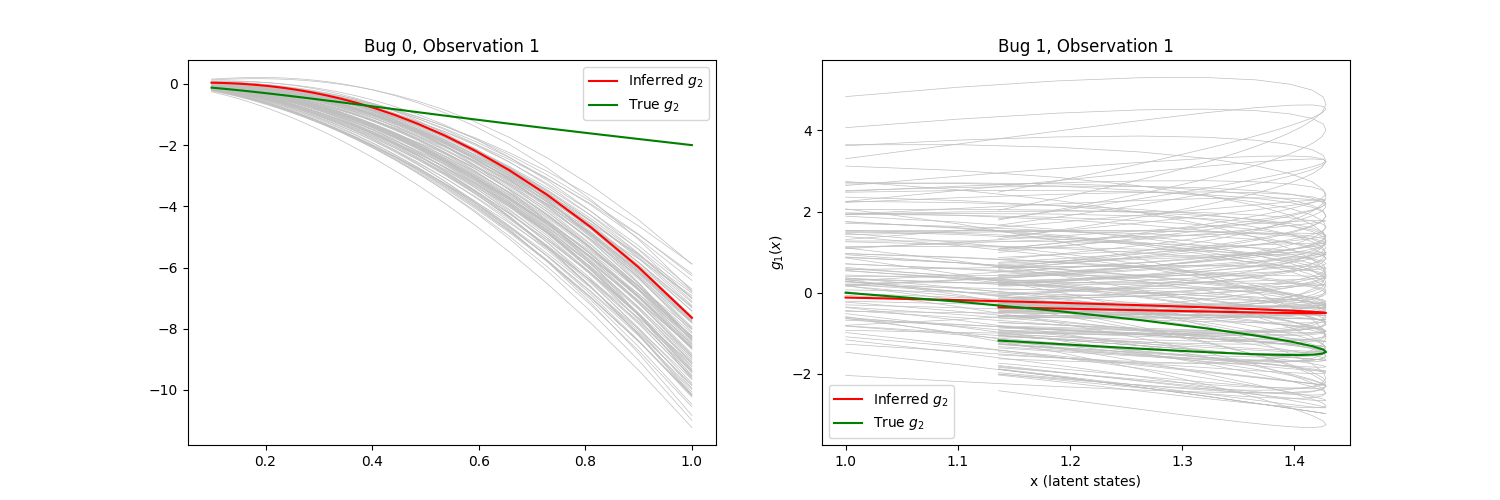 Bug 0, Observation 1
Inferred g₂
True g₂
0
−2
−4
−6
−8
−10
0.2
0.4
0.6
0.8
1.0
Bug 1, Observation 1
g₁(x)
4
2
0
−2
Inferred g₂
True g₂
1.0
1.1
1.2
1.3
1.4
x (latent states)